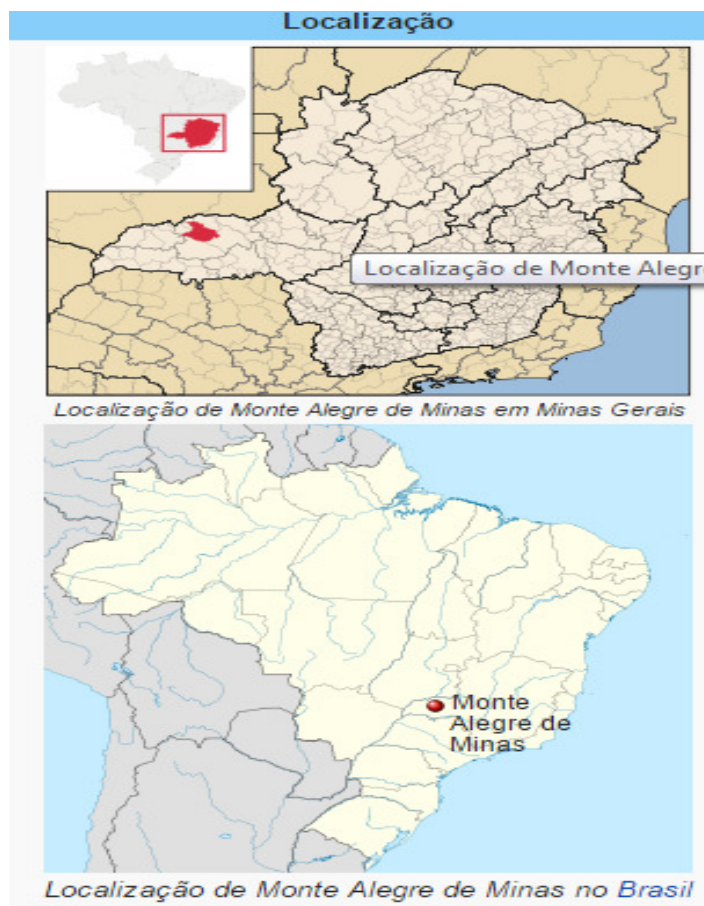 Localização
Localização de Monte Alegr
Localização de Monte Alegre de Minas em Minas Gerais
Monte
Alegre de
Minas
Localização de Monte Alegre de Minas no Brasil